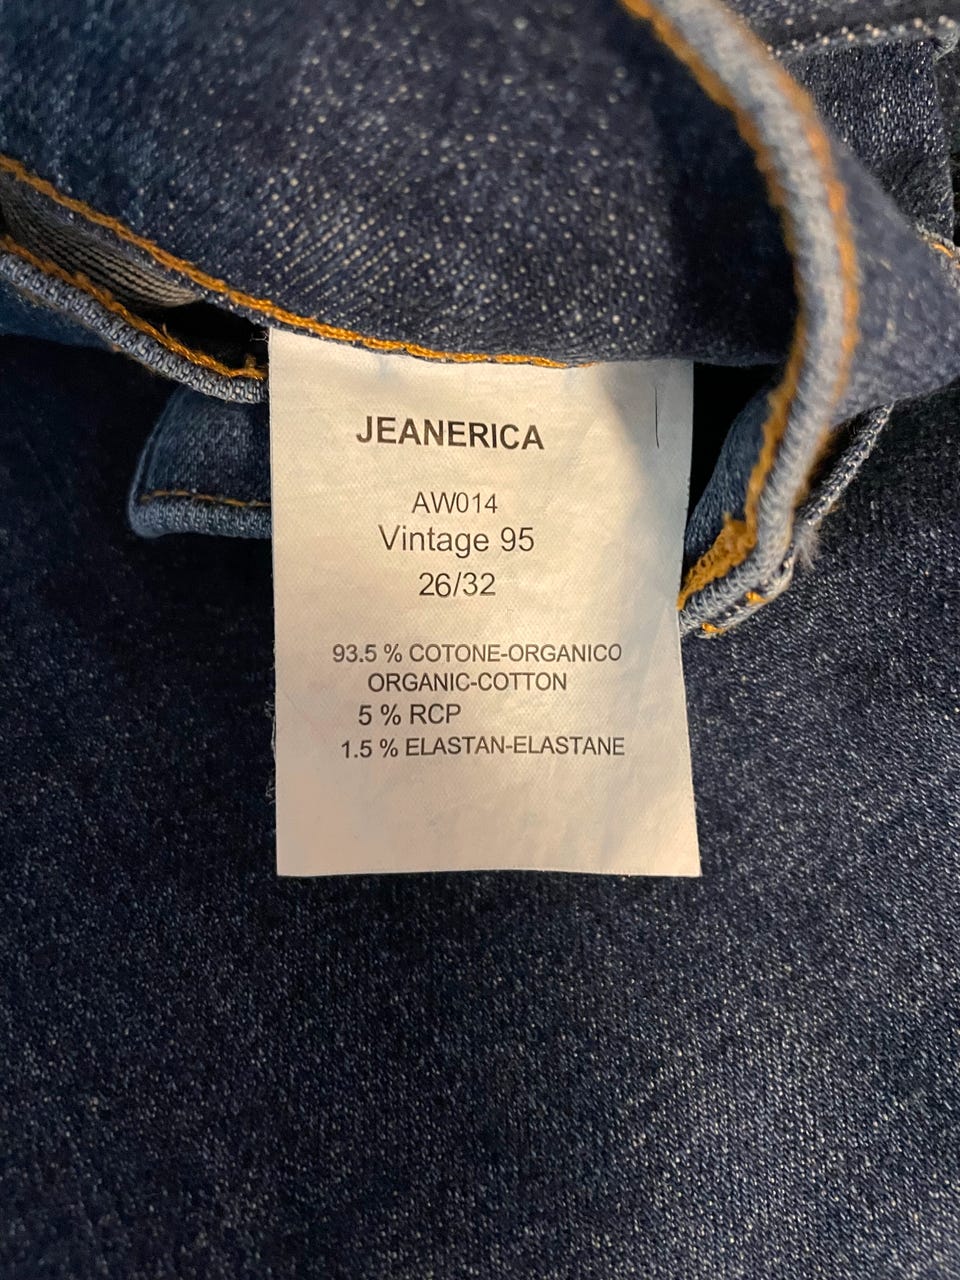 JEANERICA
AW014
Vintage 95
26/32
93.5 % COTONE-ORGANICO
ORGANIC-COTTON
5 % RCP
1.5 % ELASTAN-ELASTANE